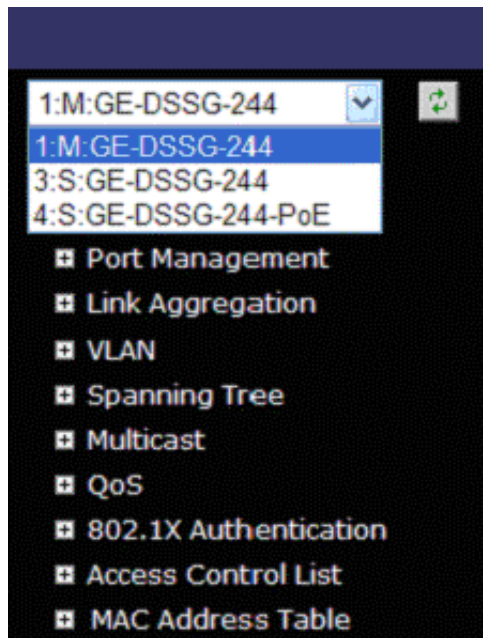 1:M:GE-DSSG-244
1:M:GE-DSSG-244
3:S:GE-DSSG-244
4:S:GE-DSSG-244-PoE
Port Management
Link Aggregation
VLAN
Spanning Tree
Multicast
QoS
802.1X Authentication
Access Control List
MAC Address Table